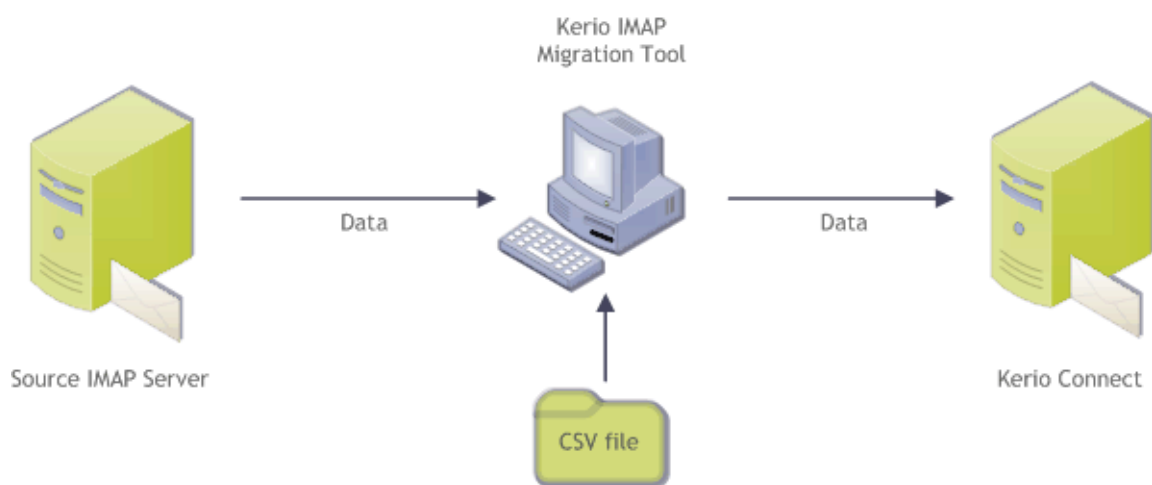 Kerio IMAP
Migration Tool
Data
Data
Source IMAP Server
Kerio Connect
CSV file